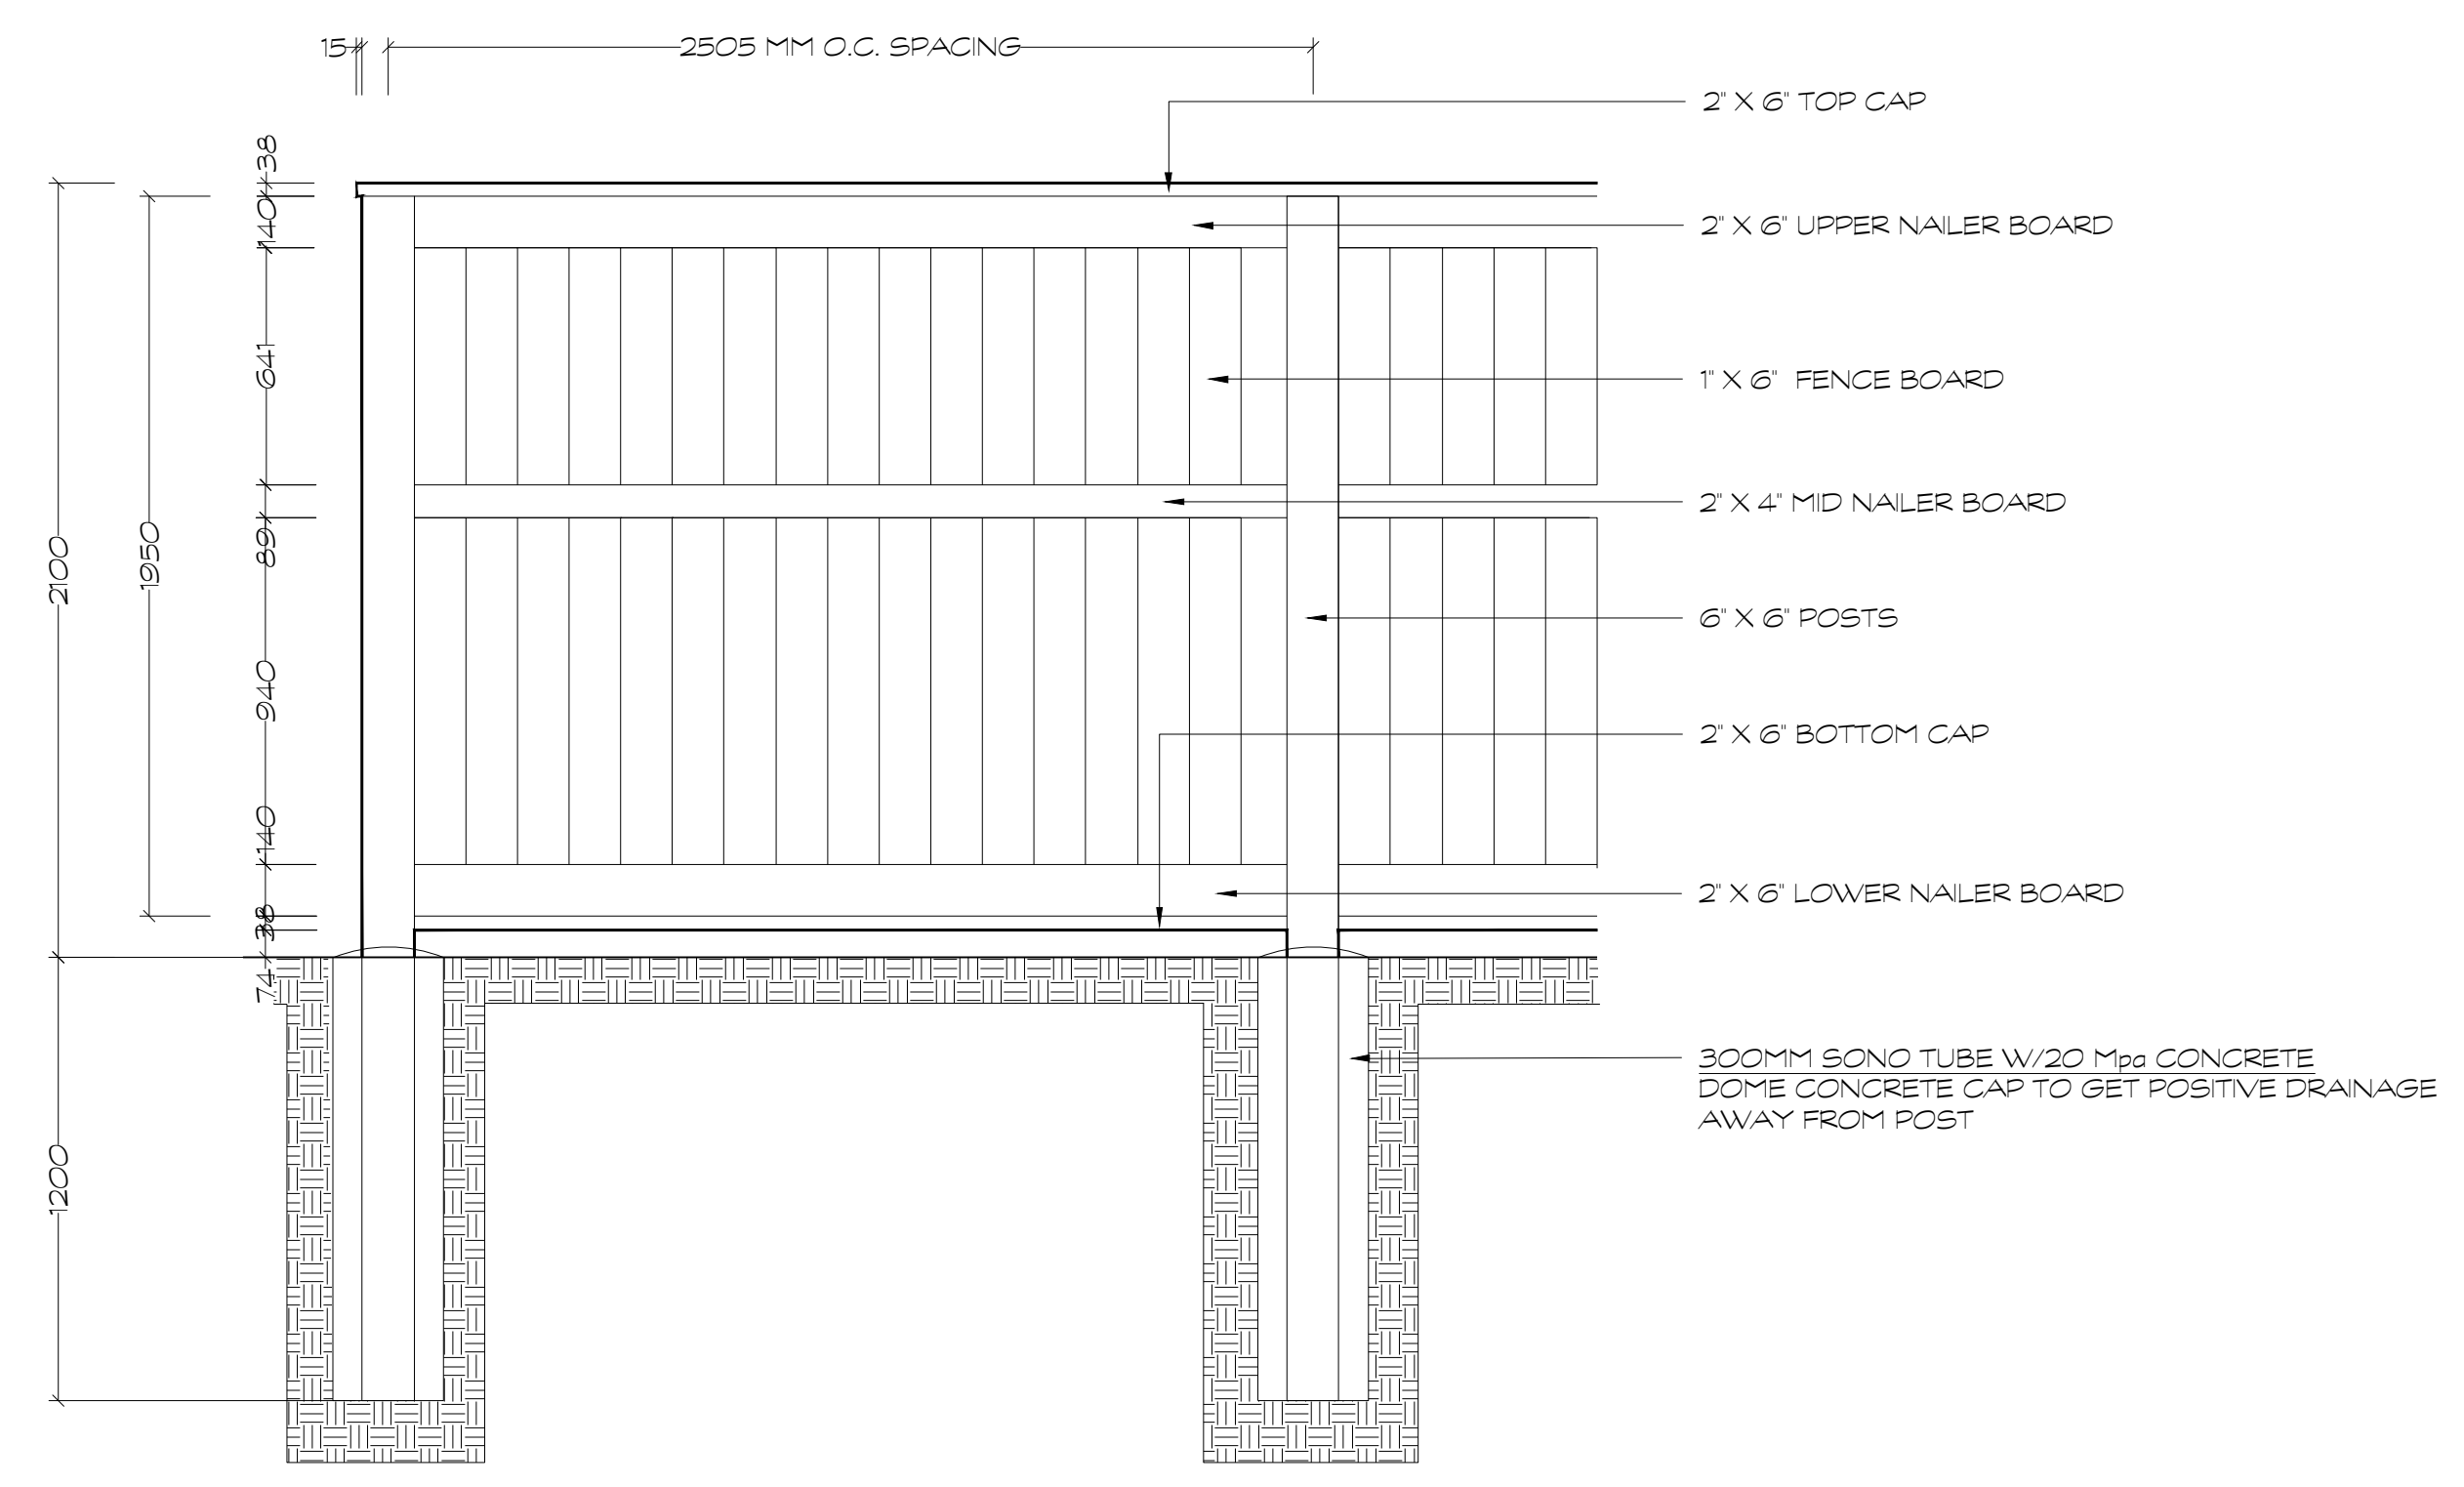 15
2505 MM O.C. SPACING
2" X 6" TOP CAP
38
140
2" X 6" UPPER NAILER BOARD
641
1" X 6" FENCE BOARD
2" X 4" MID NAILER BOARD
89
2100
1950
6" X 6" POSTS
940
2" X 6" BOTTOM CAP
140
2" X 6" LOWER NAILER BOARD
38
74
300MM SONO TUBE W/20 Mpa CONCRETE
DOME CONCRETE CAP TO GET POSITIVE DRAINAGE
AWAY FROM POST
1200